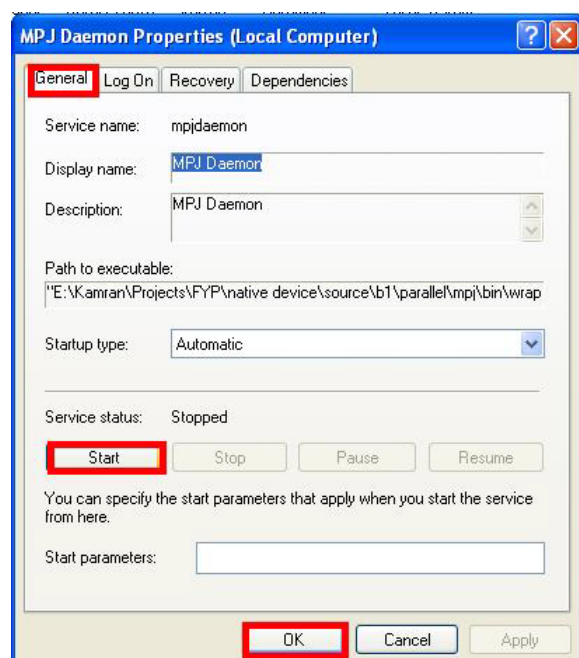 MPJ Daemon Properties (Local Computer)
General Log On Recovery Dependencies
Service name: mpjdaemon
Display name: MPJ Daemon
Description: MPJ Daemon
Path to executable:
"E:\Kamran\Projects\FYP\native device\source\b1\parallel\mpj\bin\wrap
Startup type: Automatic
Service status: Stopped
Start Stop Pause Resume
You can specify the start parameters that apply when you start the service
from here.
Start parameters:
OK Cancel Apply